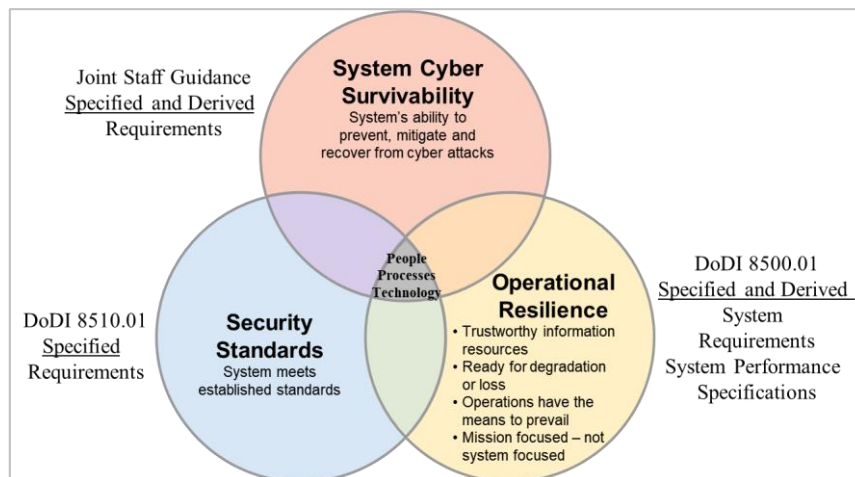 Joint Staff Guidance
Specified and Derived
Requirements
System Cyber
Survivability
System's ability to
prevent, mitigate and
recover from cyber attacks
People
Processes
Technology
DoDI 8510.01
Specified
Requirements
Security
Standards
System meets
established standards
Operational
Resilience
• Trustworthy information
resources
• Ready for degradation
or loss
• Operations have the
means to prevail
• Mission focused – not
system focused
DoDI 8500.01
Specified and Derived
System
Requirements
System Performance
Specifications